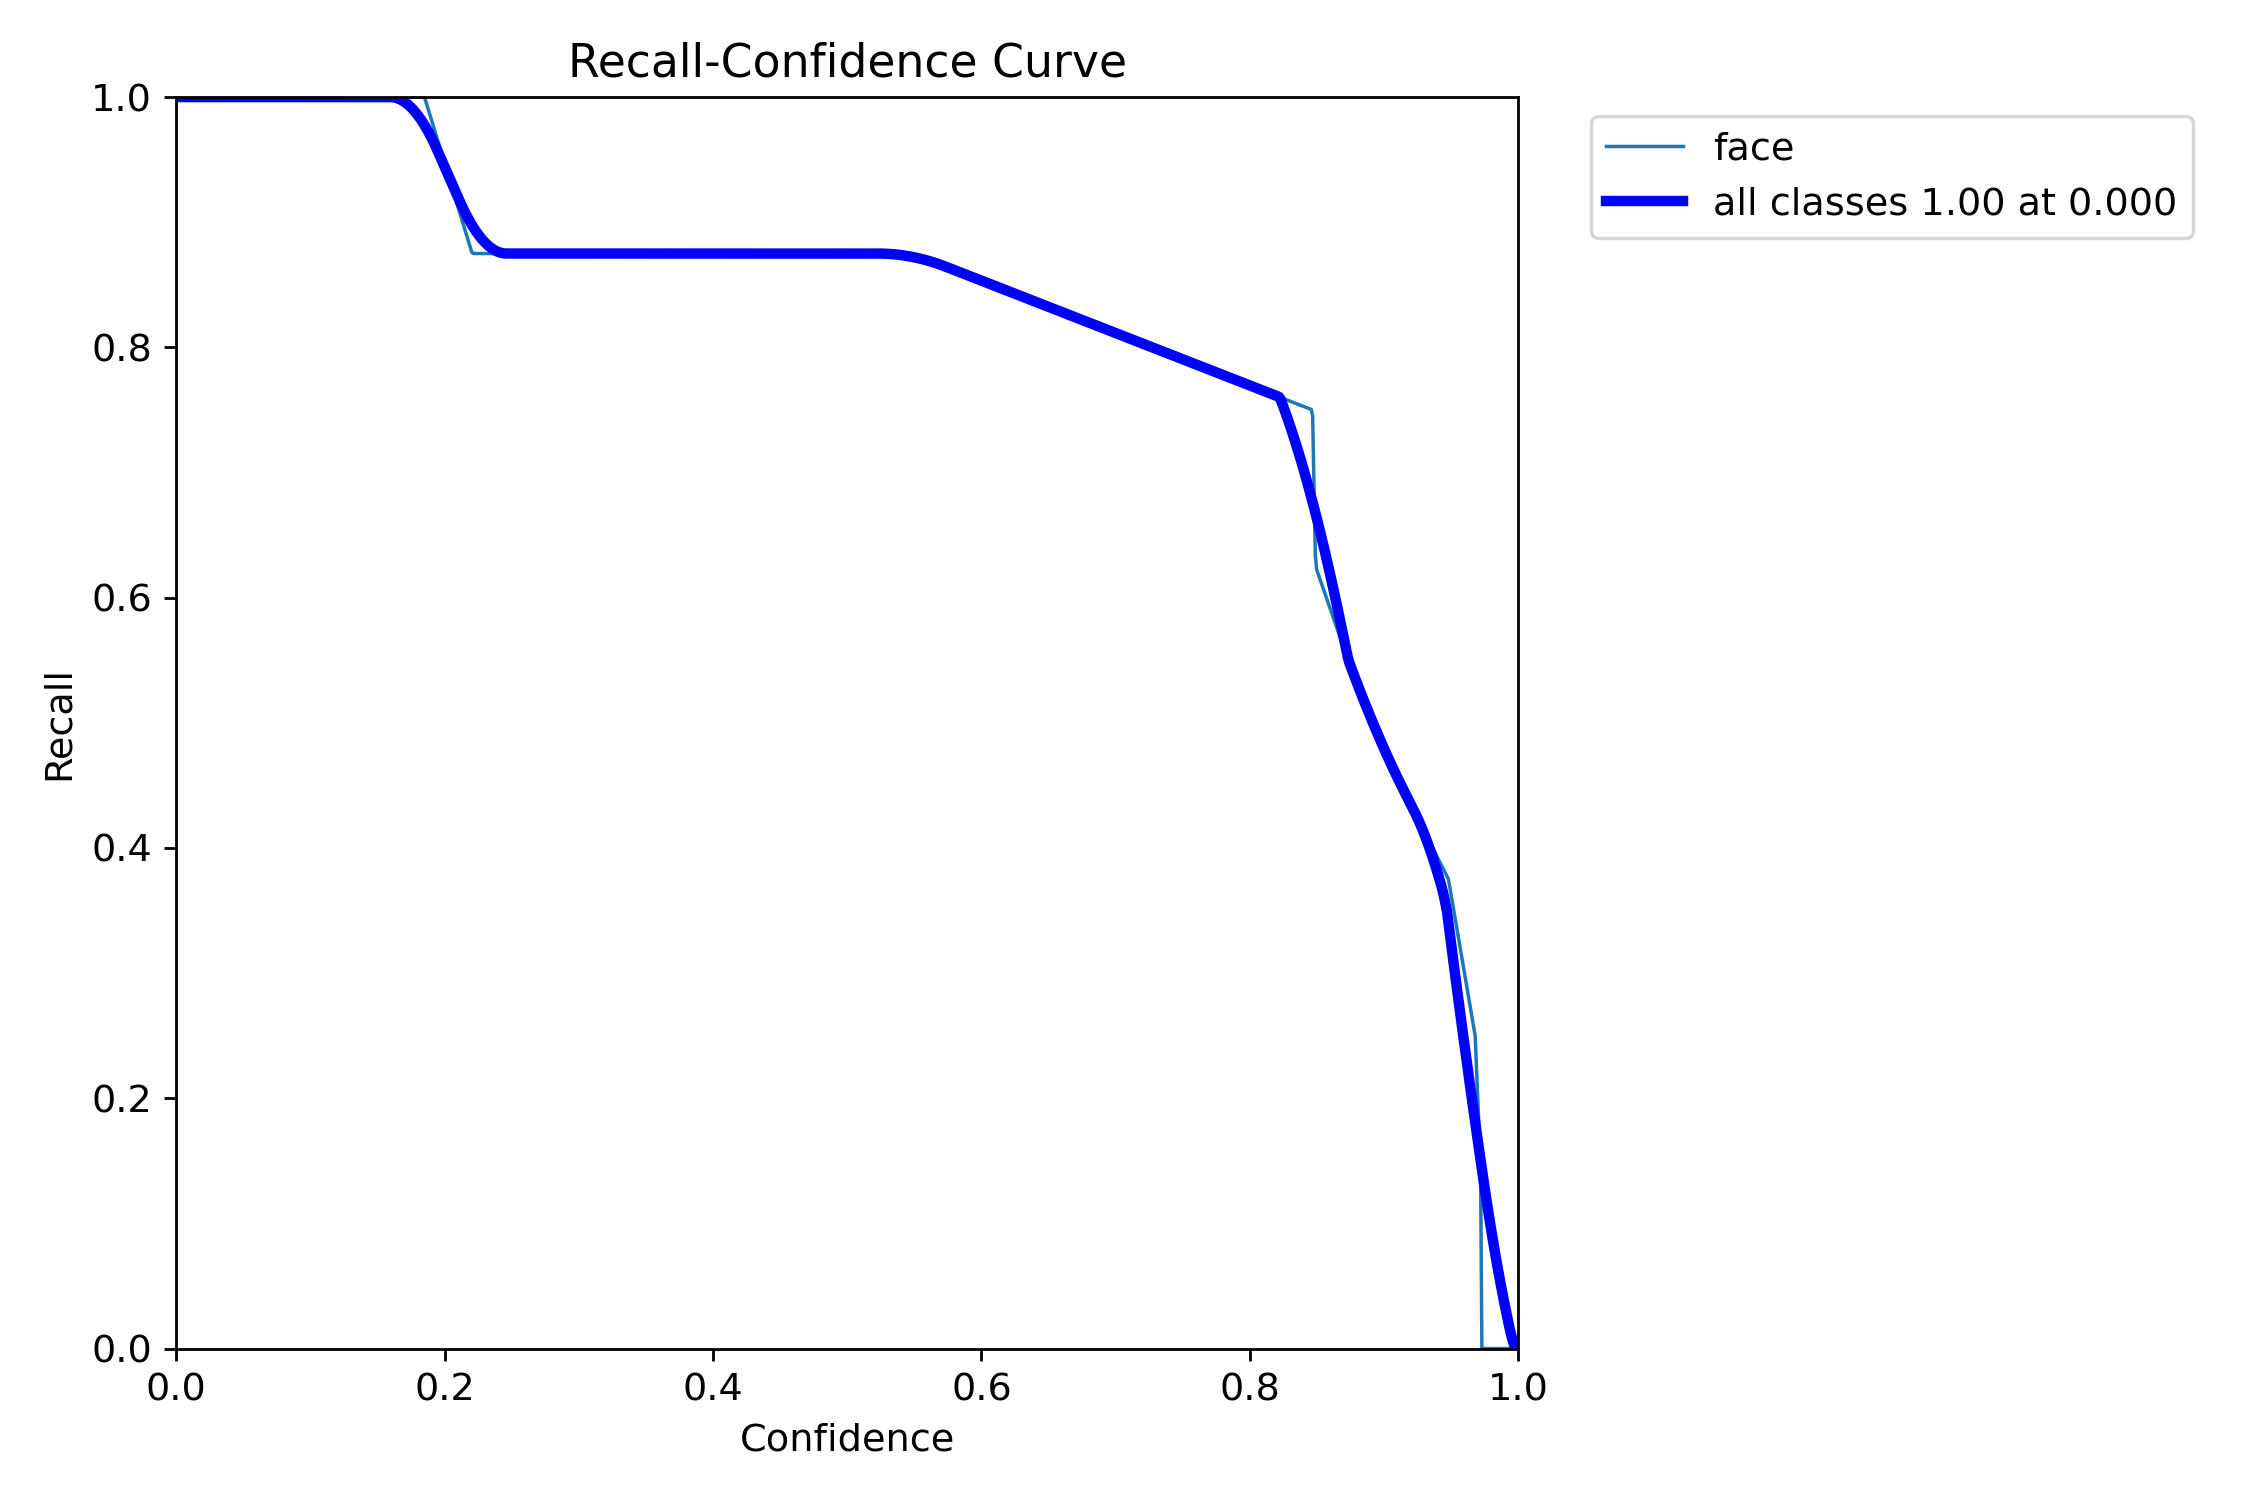 Recall-Confidence Curve
1.0
0.8
0.6
0.4
0.2
0.0
Recall
0.0 0.2 0.4 0.6 0.8 1.0
Confidence
face
all classes 1.00 at 0.000